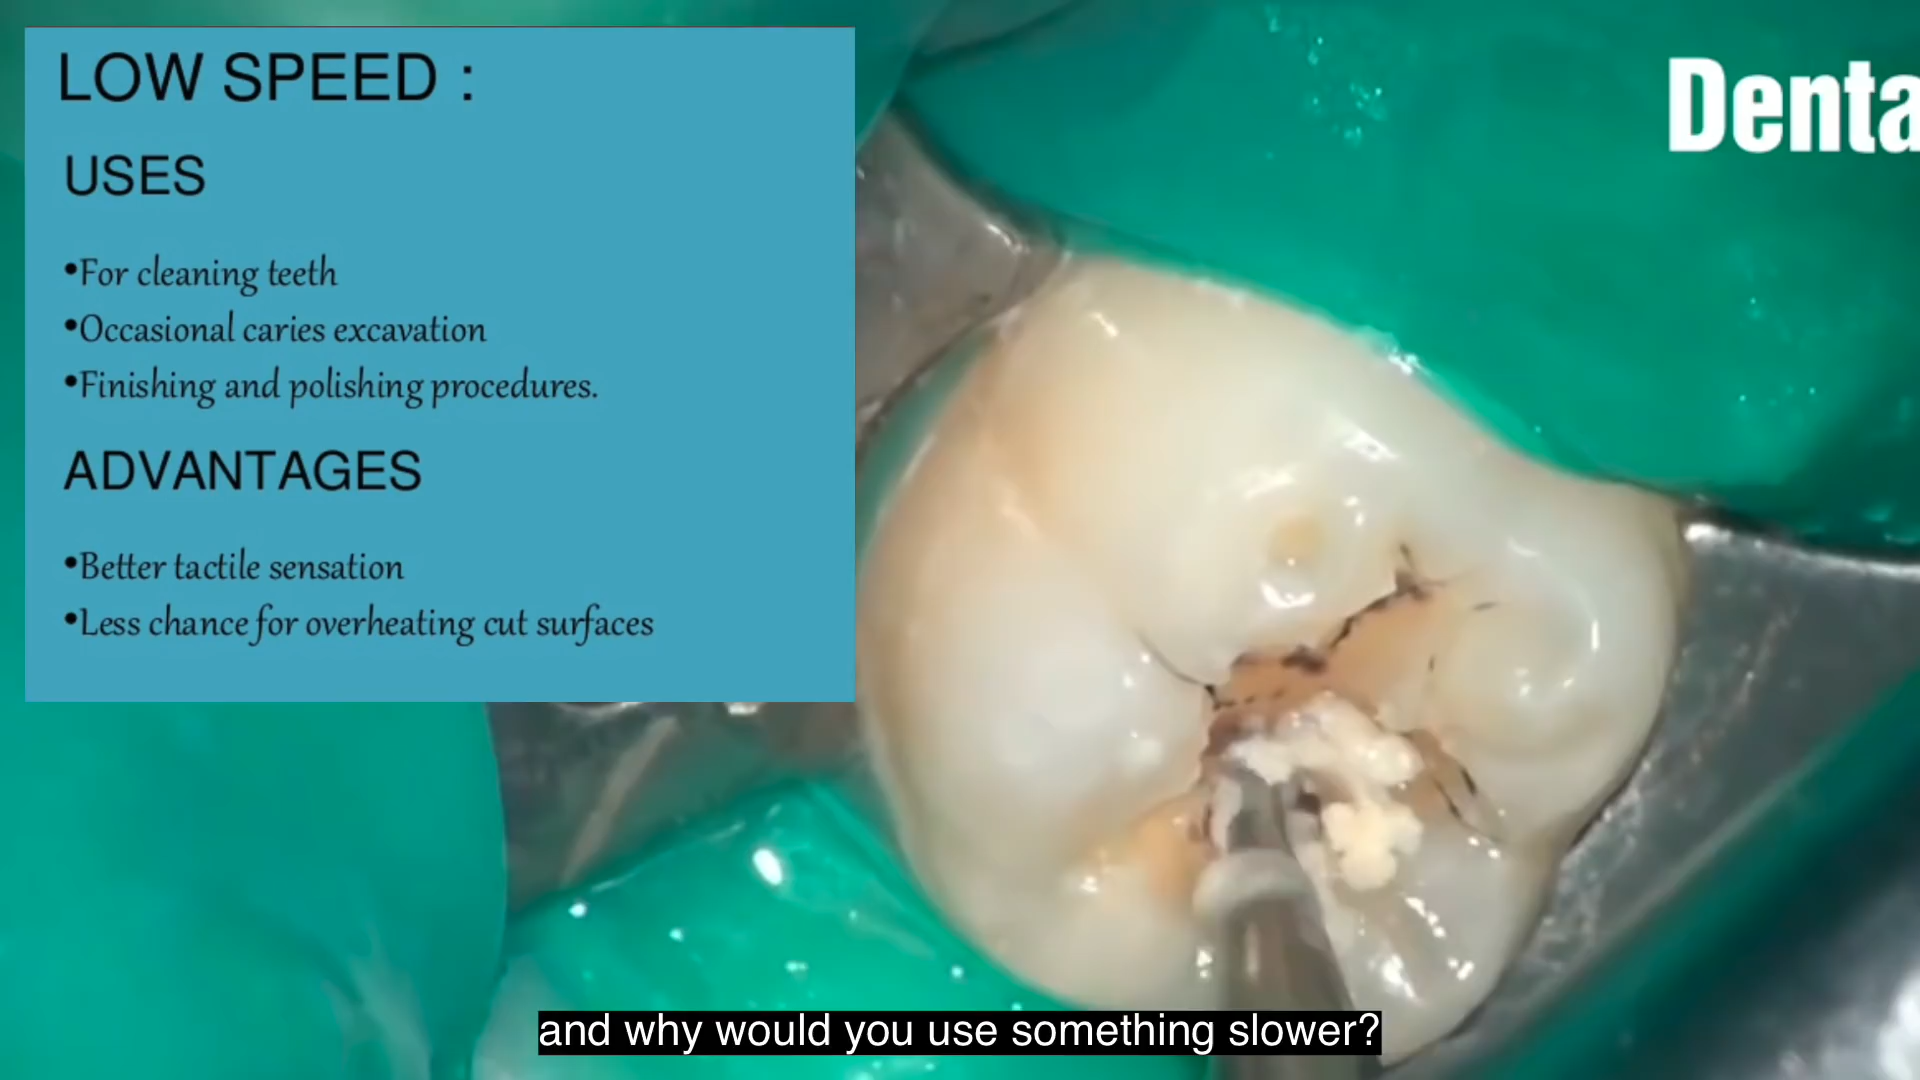 LOW SPEED :
USES
•For cleaning teeth
•Occasional caries excavation
•Finishing and polishing procedures.
ADVANTAGES
•Better tactile sensation
•Less chance for overheating cut surfaces
Denta
and why would you use something slower?